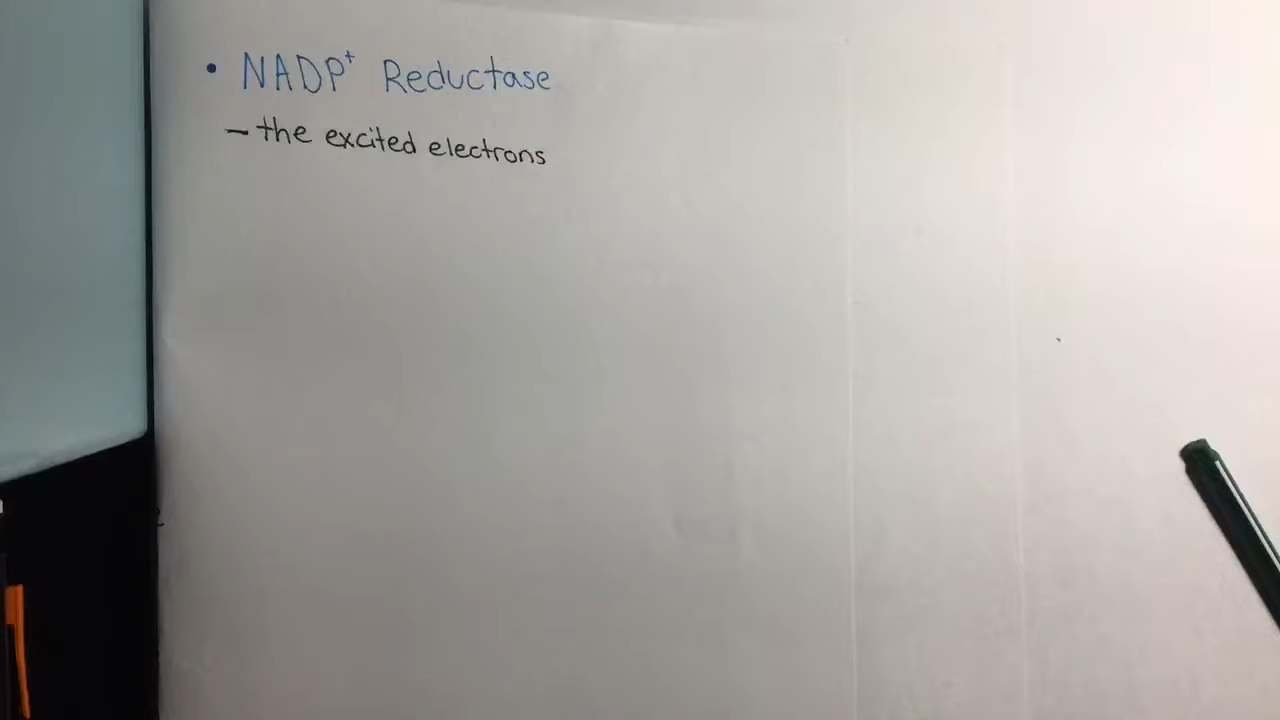 • NADP⁺ Reductase
– the excited electrons